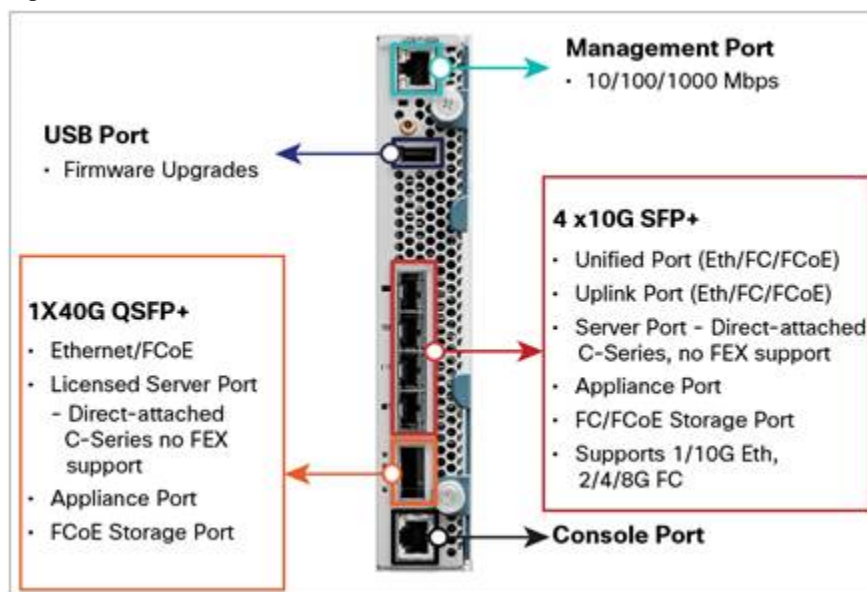 Management Port
· 10/100/1000 Mbps
USB Port
· Firmware Upgrades
4 x10G SFP+
· Unified Port (Eth/FC/FCoE)
· Uplink Port (Eth/FC/FCoE)
· Server Port - Direct-attached
C-Series, no FEX support
· Appliance Port
· FC/FCoE Storage Port
· Supports 1/10G Eth,
2/4/8G FC
1X40G QSFP+
· Ethernet/FCoE
· Licensed Server Port
- Direct-attached
C-Series no FEX
support
· Appliance Port
· FCoE Storage Port
Console Port